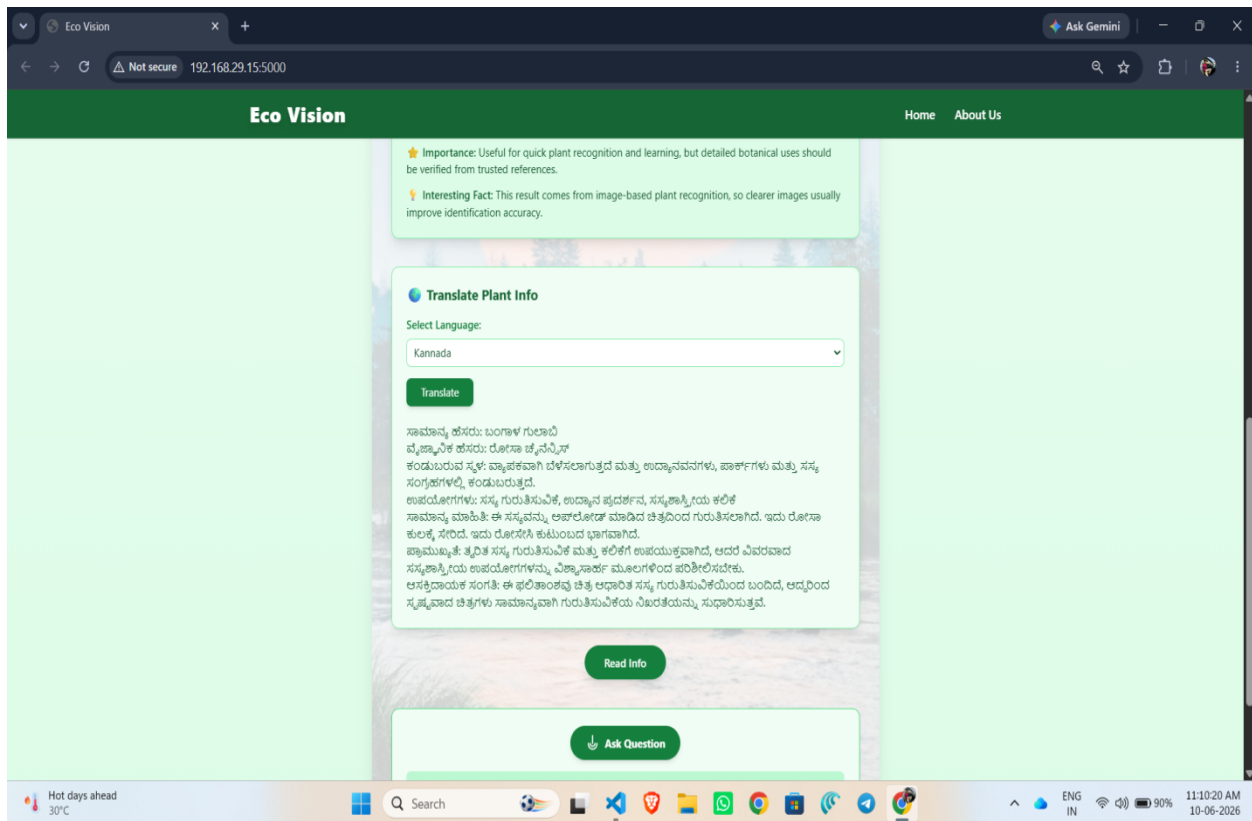 Eco Vision
Ask Gemini
Not secure 192.168.29.15:5000
Eco Vision
Home About Us
Importance: Useful for quick plant recognition and learning, but detailed botanical uses should
be verified from trusted references.
Interesting Fact: This result comes from image-based plant recognition, so clearer images usually
improve identification accuracy.
Translate Plant Info
Select Language:
Kannada
Translate
ಸಾಮಾನ್ಯ ಹೆಸರು: ಬಂಗಾಳ ಗುಲಾಬಿ
ವೈಜ್ಞಾನಿಕ ಹೆಸರು: ರೋಸಾ ಚೈನೆನ್ಸಿಸ್
ಕಂಡುಬರುವ ಸ್ಥಳ: ವ್ಯಾಪಕವಾಗಿ ಬೆಳೆಸಲಾಗುತ್ತದೆ ಮತ್ತು ಉದ್ಯಾನವನಗಳು, ಪಾರ್ಕ್‌ಗಳು ಮತ್ತು ಸಸ್ಯ
ಸಂಗ್ರಹಗಳಲ್ಲಿ ಕಂಡುಬರುತ್ತದೆ.
ಉಪಯೋಗಗಳು: ಸಸ್ಯ ಗುರುತಿಸುವಿಕೆ, ಉದ್ಯಾನ ಪ್ರದರ್ಶನ, ಸಸ್ಯಶಾಸ್ತ್ರೀಯ ಕಲಿಕೆ
ಸಾಮಾನ್ಯ ಮಾಹಿತಿ: ಈ ಸಸ್ಯವನ್ನು ಅಪ್‌ಲೋಡ್ ಮಾಡಿದ ಚಿತ್ರದಿಂದ ಗುರುತಿಸಲಾಗಿದೆ. ಇದು ರೋಸಾ
ಕುಲಕ್ಕೆ ಸೇರಿದೆ. ಇದು ರೋಸೇಸಿ ಕುಟುಂಬದ ಭಾಗವಾಗಿದೆ.
ಪ್ರಾಮುಖ್ಯತೆ: ತ್ವರಿತ ಸಸ್ಯ ಗುರುತಿಸುವಿಕೆ ಮತ್ತು ಕಲಿಕೆಗೆ ಉಪಯುಕ್ತವಾಗಿದೆ, ಆದರೆ ವಿವರವಾದ
ಸಸ್ಯಶಾಸ್ತ್ರೀಯ ಉಪಯೋಗಗಳನ್ನು ವಿಶ್ವಾಸಾರ್ಹ ಮೂಲಗಳಿಂದ ಪರಿಶೀಲಿಸಬೇಕು.
ಆಸಕ್ತಿದಾಯಕ ಸಂಗತಿ: ಈ ಫಲಿತಾಂಶವು ಚಿತ್ರ ಆಧಾರಿತ ಸಸ್ಯ ಗುರುತಿಸುವಿಕೆಯಿಂದ ಬಂದಿದೆ, ಆದ್ದರಿಂದ
ಸ್ಪಷ್ಟವಾದ ಚಿತ್ರಗಳು ಸಾಮಾನ್ಯವಾಗಿ ಗುರುತಿಸುವಿಕೆಯ ನಿಖರತೆಯನ್ನು ಸುಧಾರಿಸುತ್ತವೆ.
Read Info
Ask Question
Hot days ahead
30°C
Search
ENG
IN
90%
11:10:20 AM
10-06-2026